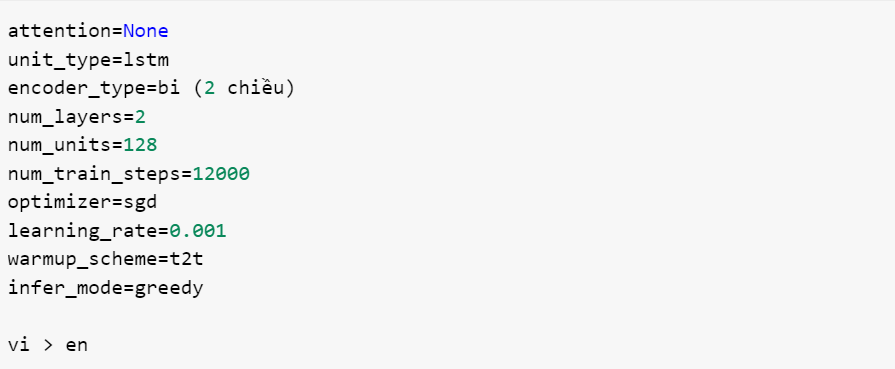 attention=None
unit_type=lstm
encoder_type=bi (2 chiều)
num_layers=2
num_units=128
num_train_steps=12000
optimizer=sgd
learning_rate=0.001
warmup_scheme=t2t
infer_mode=greedy
vi > en